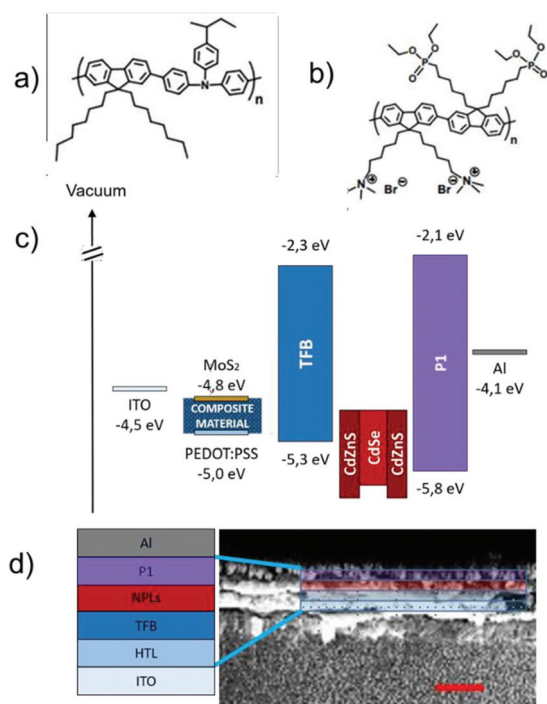 a)
N
n
b)
O O
P
O
O O
P
O
n
N ⊕
Br ⊖
Br ⊖
N ⊕
Vacuum
c)
-2,3 eV
-2,1 eV
TFB
P1
MoS2
-4,8 eV
ITO
-4,5 eV
COMPOSITE
MATERIAL
PEDOT:PSS
-5,0 eV
Al
-4,1 eV
CdZnS
CdSe
CdZnS
-5,3 eV
-5,8 eV
d)
Al
P1
NPLs
TFB
HTL
ITO